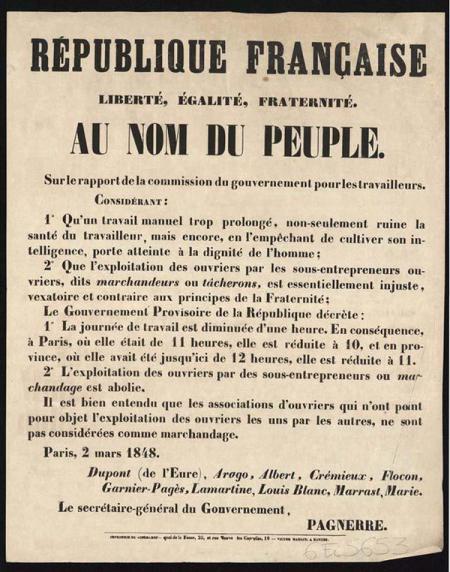 RÉPUBLIQUE FRANÇAISE
LIBERTÉ, ÉGALITÉ, FRATERNITÉ.
AU NOM DU PEUPLE.
Sur le rapport de la commission du gouvernement pour les travailleurs.
CONSIDÉRANT :
1° Qu'un travail manuel trop prolongé, non-seulement ruine la
santé du travailleur, mais encore, en l'empêchant de cultiver son in-
telligence, porte atteinte à la dignité de l'homme ;
2° Que l'exploitation des ouvriers par les sous-entrepreneurs ou-
vriers, dits marchandeurs ou tâcherons, est essentiellement injuste,
vexatoire et contraire aux principes de la Fraternité ;
Le Gouvernement Provisoire de la République décrète :
1° La journée de travail est diminuée d'une heure. En conséquence,
à Paris, où elle était de 11 heures, elle est réduite à 10, et en pro-
vince, où elle avait été jusqu'ici de 12 heures, elle est réduite à 11.
2° L'exploitation des ouvriers par des sous-entrepreneurs ou mar-
chandage est abolie.
Il est bien entendu que les associations d'ouvriers qui n'ont point
pour objet l'exploitation des ouvriers les uns par les autres, ne sont
pas considérées comme marchandage.
Paris, 2 mars 1848.
Dupont (de l'Eure), Arago, Albert, Crémieux, Flocon,
Garnier-Pagès, Lamartine, Louis Blanc, Marrast, Marie.
Le secrétaire-général du Gouvernement,
PAGNERRE.